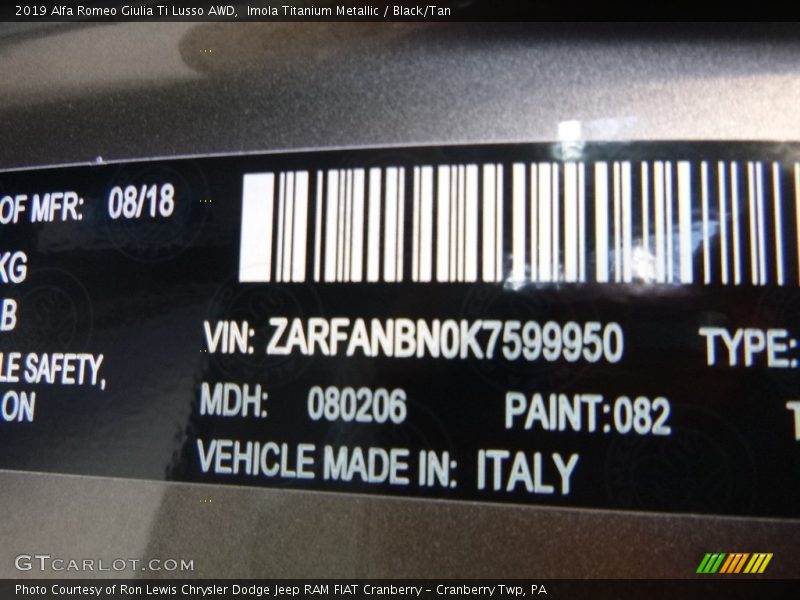 2019 Alfa Romeo Giulia Ti Lusso AWD,  Imola Titanium Metallic / Black/Tan
OF MFR: 08/18
KG
B
LE SAFETY,
ON
VIN: ZARFANBN0K7599950
TYPE:
MDH: 080206
PAINT:082
VEHICLE MADE IN: ITALY
GTCARLOT.COM
Photo Courtesy of Ron Lewis Chrysler Dodge Jeep RAM FIAT Cranberry – Cranberry Twp, PA